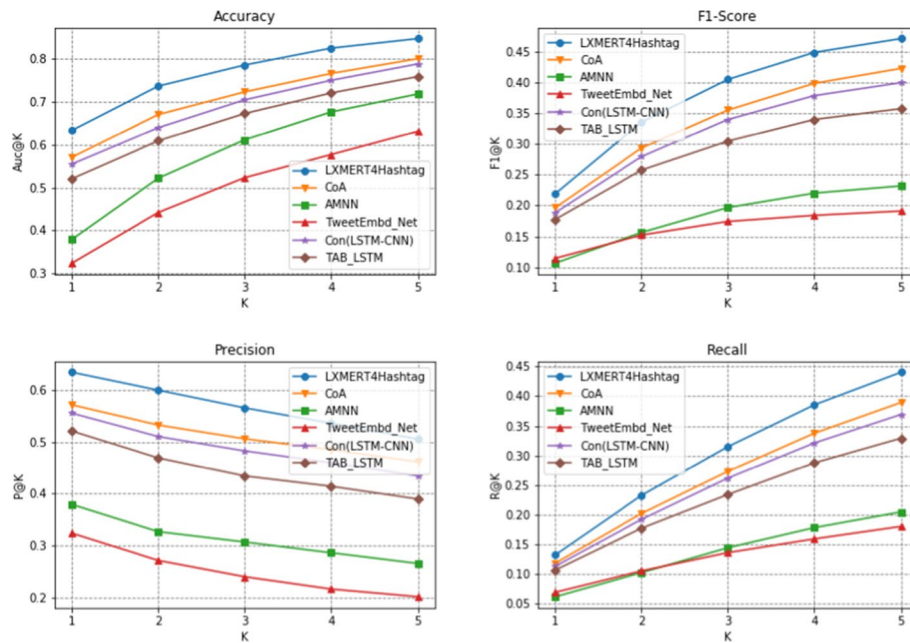 Accuracy
Auc@K
0.8
0.7
0.6
0.5
0.4
0.3
LXMERT4Hashtag
CoA
AMNN
TweetEmbd_Net
Con(LSTM-CNN)
TAB_LSTM
1 2 3 4 5
K
F1-Score
F1@K
0.45
0.40
0.35
0.30
0.25
0.20
0.15
0.10
LXMERT4Hashtag
CoA
AMNN
TweetEmbd_Net
Con(LSTM-CNN)
TAB_LSTM
1 2 3 4 5
K
Precision
P@K
0.6
0.5
0.4
0.3
0.2
LXMERT4Hashtag
CoA
AMNN
TweetEmbd_Net
Con(LSTM-CNN)
TAB_LSTM
1 2 3 4 5
K
Recall
R@K
0.45
0.40
0.35
0.30
0.25
0.20
0.15
0.10
0.05
LXMERT4Hashtag
CoA
AMNN
TweetEmbd_Net
Con(LSTM-CNN)
TAB_LSTM
1 2 3 4 5
K